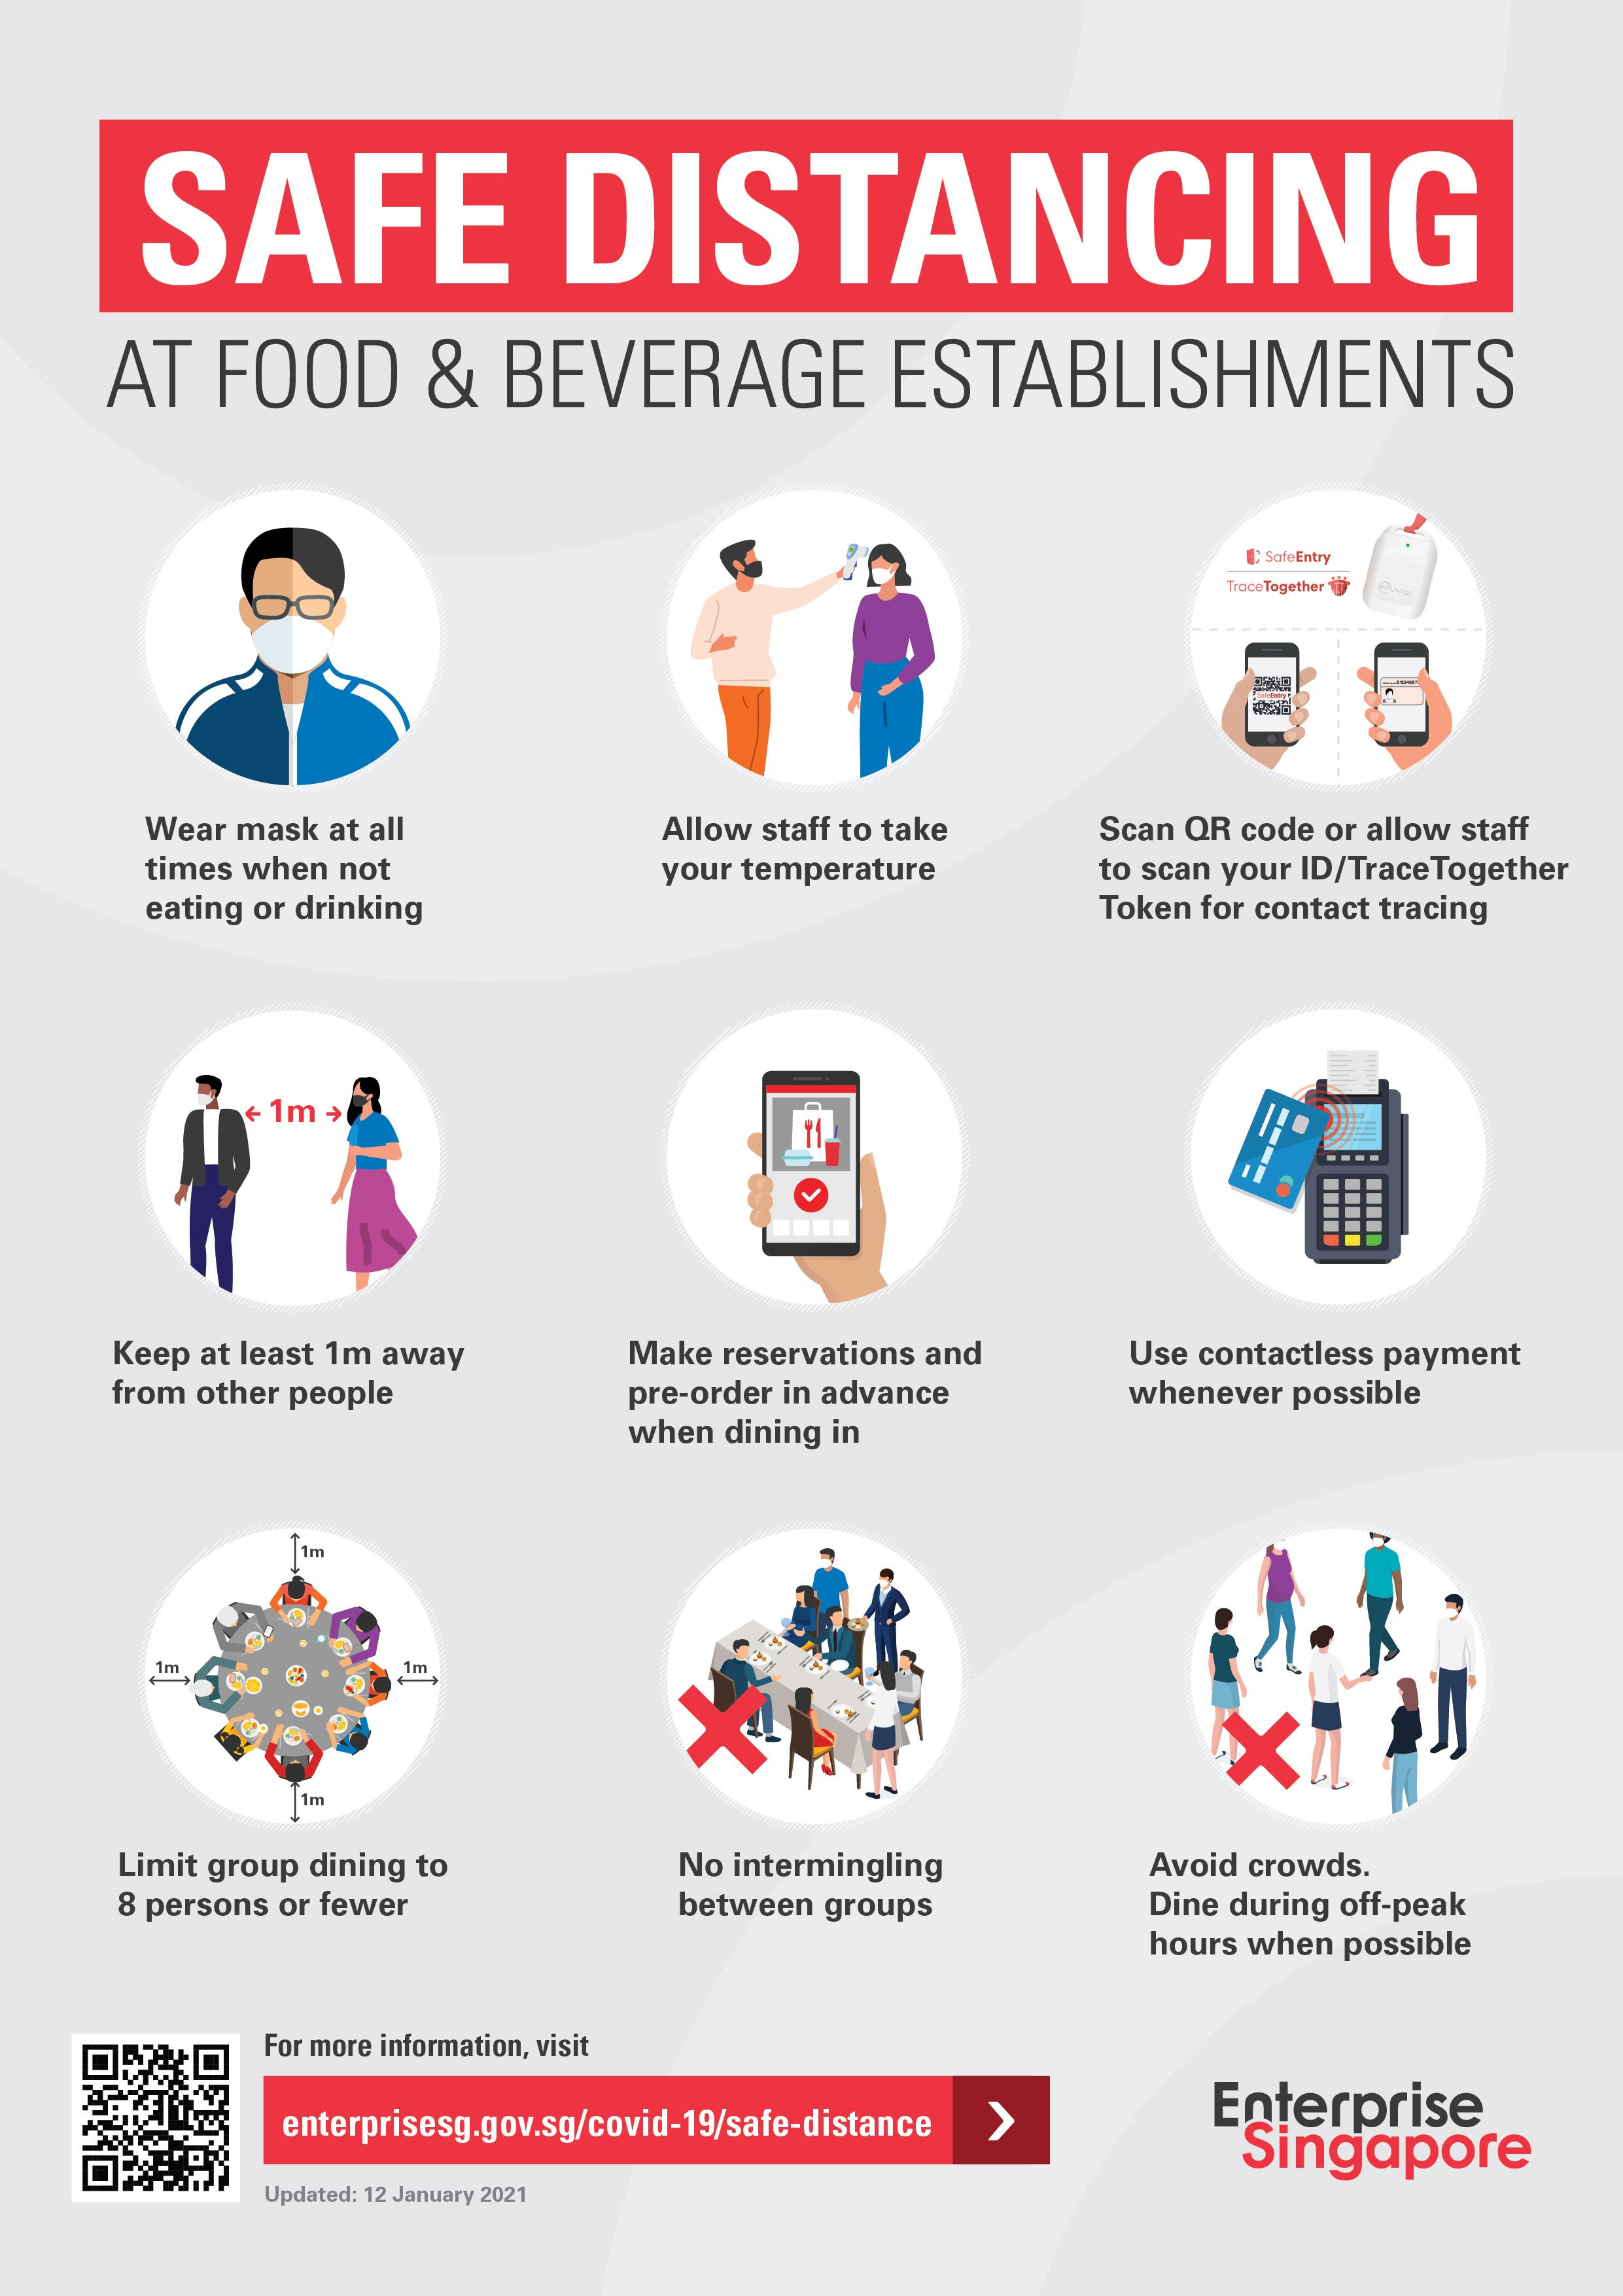 SAFE DISTANCING
AT FOOD & BEVERAGE ESTABLISHMENTS
SafeEntry
TraceTogether
SafeEntry
Wear mask at all
times when not
eating or drinking
Allow staff to take
your temperature
Scan QR code or allow staff
to scan your ID/TraceTogether
Token for contact tracing
1m
Keep at least 1m away
from other people
Make reservations and
pre-order in advance
when dining in
Use contactless payment
whenever possible
1m
1m
1m
1m
Limit group dining to
8 persons or fewer
No intermingling
between groups
Avoid crowds.
Dine during off-peak
hours when possible
For more information, visit
enterprisesg.gov.sg/covid-19/safe-distance
Updated: 12 January 2021
Enterprise
Singapore